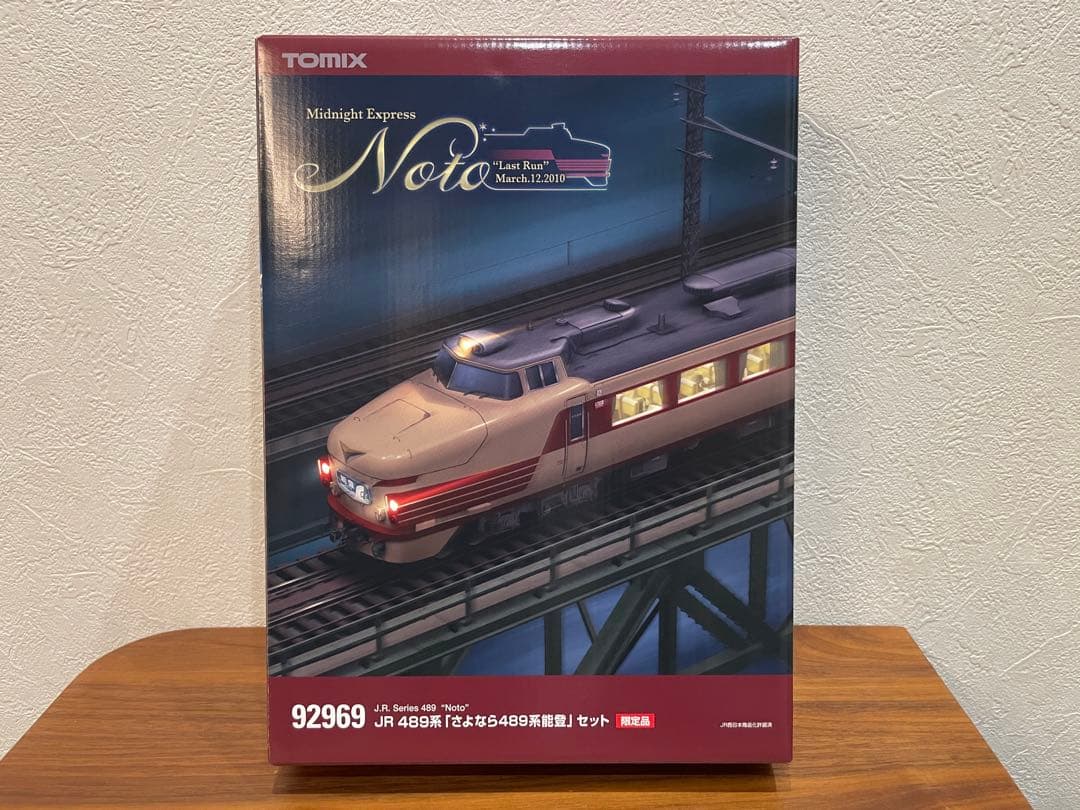 TOMIX
Midnight Express
Noto
"Last Run"
March.12.2010
能登
92969
J.R. Series 489 "Noto"
JR 489系「さよなら489系能登」セット
限定品
JR西日本商品化許諾済